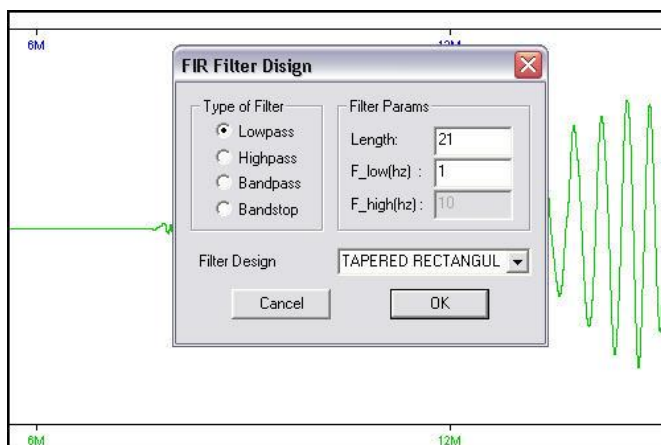 6M
12M
FIR Filter Disign
Type of Filter
Lowpass
Highpass
Bandpass
Bandstop
Filter Params
Length: 21
F_low(hz) : 1
F_high(hz) : 10
Filter Design TAPERED RECTANGUL
Cancel OK
6M
12M